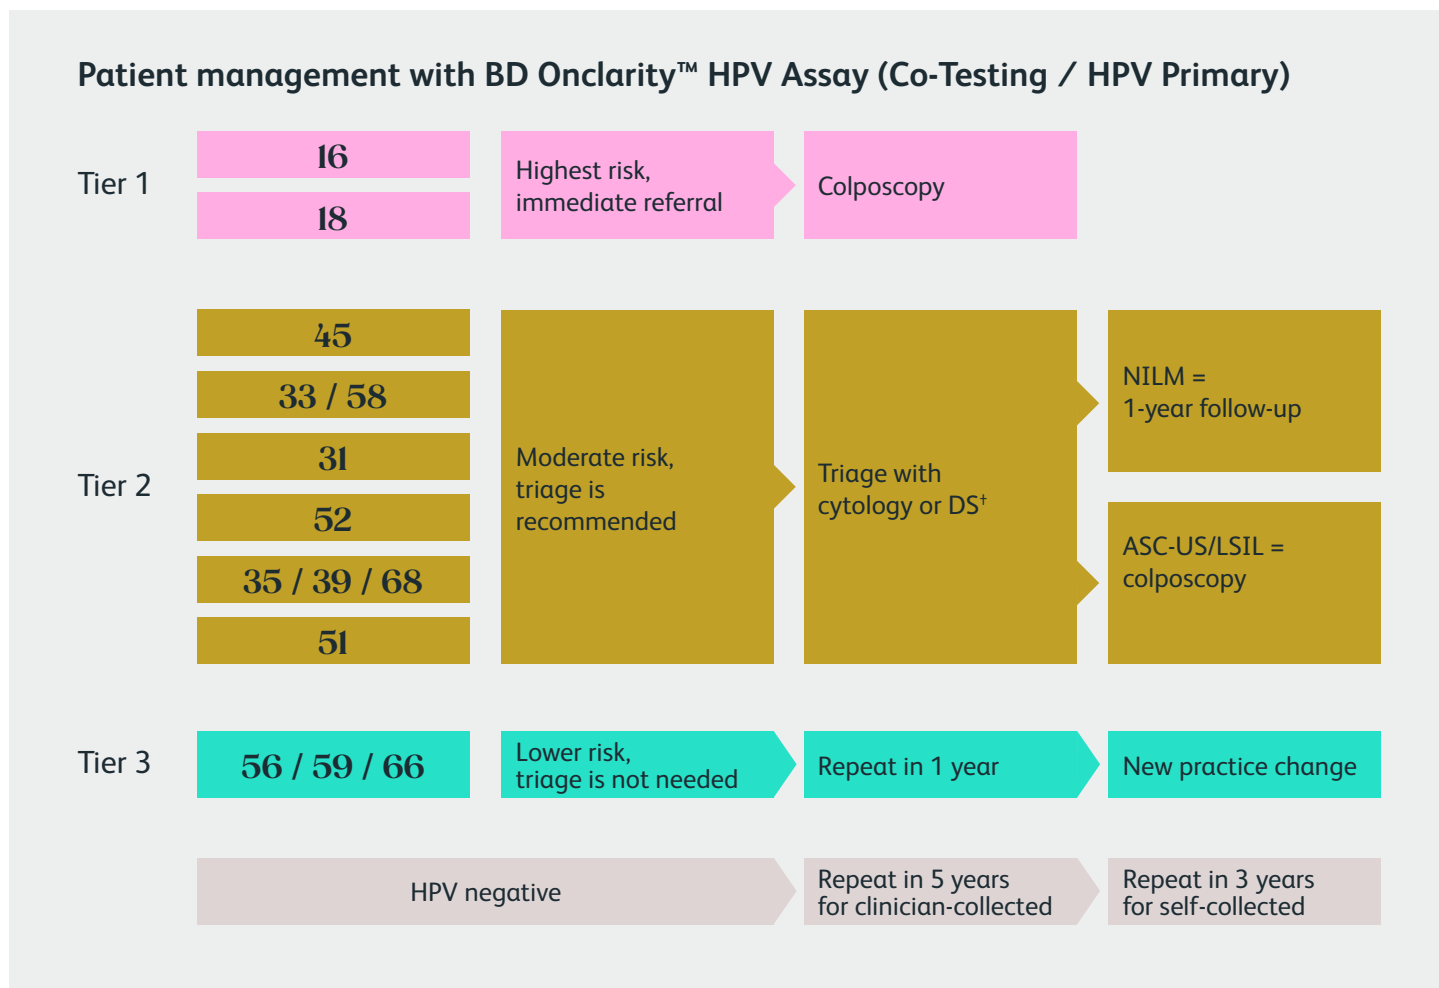 Patient management with BD Onclarity™ HPV Assay (Co-Testing / HPV Primary)
Tier 1
16
18
Highest risk,
immediate referral
Colposcopy
Tier 2
45
33 / 58
31
52
35 / 39 / 68
51
Moderate risk,
triage is
recommended
Triage with
cytology or DS†
NILM =
1-year follow-up
ASC-US/LSIL =
colposcopy
Tier 3
56 / 59 / 66
Lower risk,
triage is not needed
Repeat in 1 year
New practice change
HPV negative
Repeat in 5 years
for clinician-collected
Repeat in 3 years
for self-collected